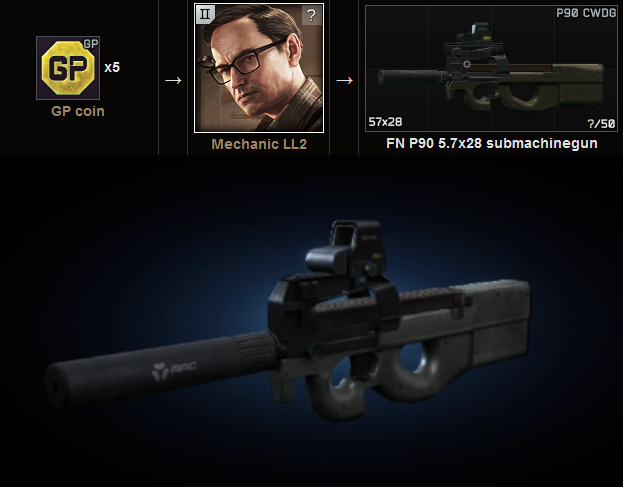 GP
GP
x5
GP coin
→
II
?
Mechanic LL2
→
P90 CWDG
57x28
?/50
FN P90 5.7x28 submachinegun